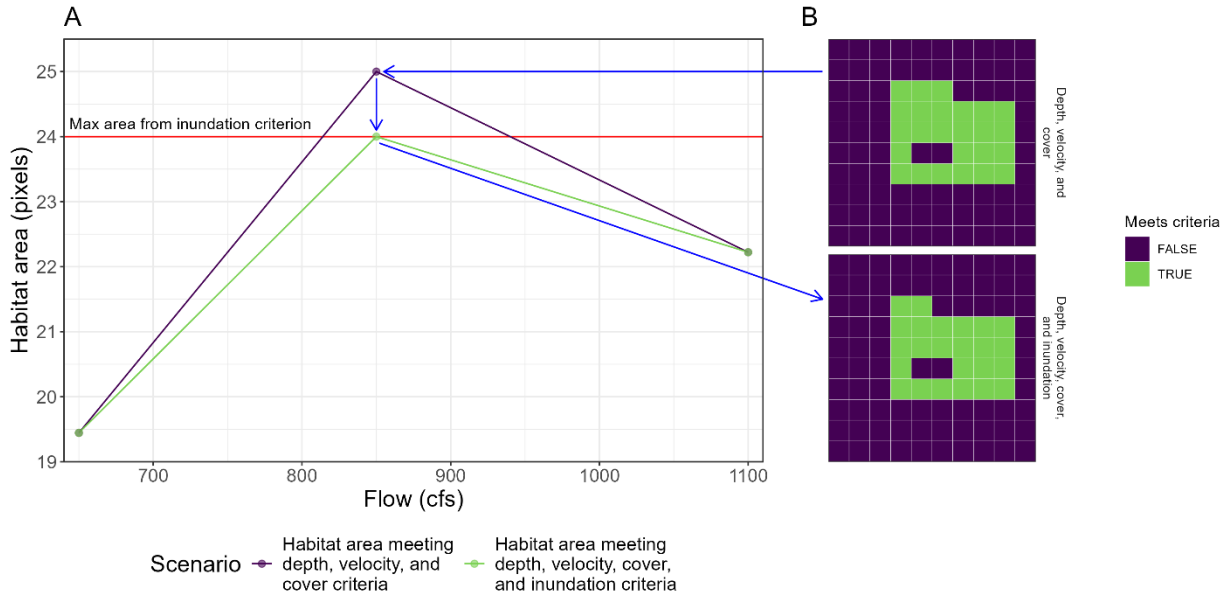 A
B
25
24
23
22
21
20
19
Habitat area (pixels)
Max area from inundation criterion
700
800
900
1000
1100
Flow (cfs)
Depth, velocity, and
cover
Depth, velocity, cover,
and inundation
Meets criteria
FALSE
TRUE
Scenario
Habitat area meeting
depth, velocity, and
cover criteria
Habitat area meeting
depth, velocity, cover,
and inundation criteria